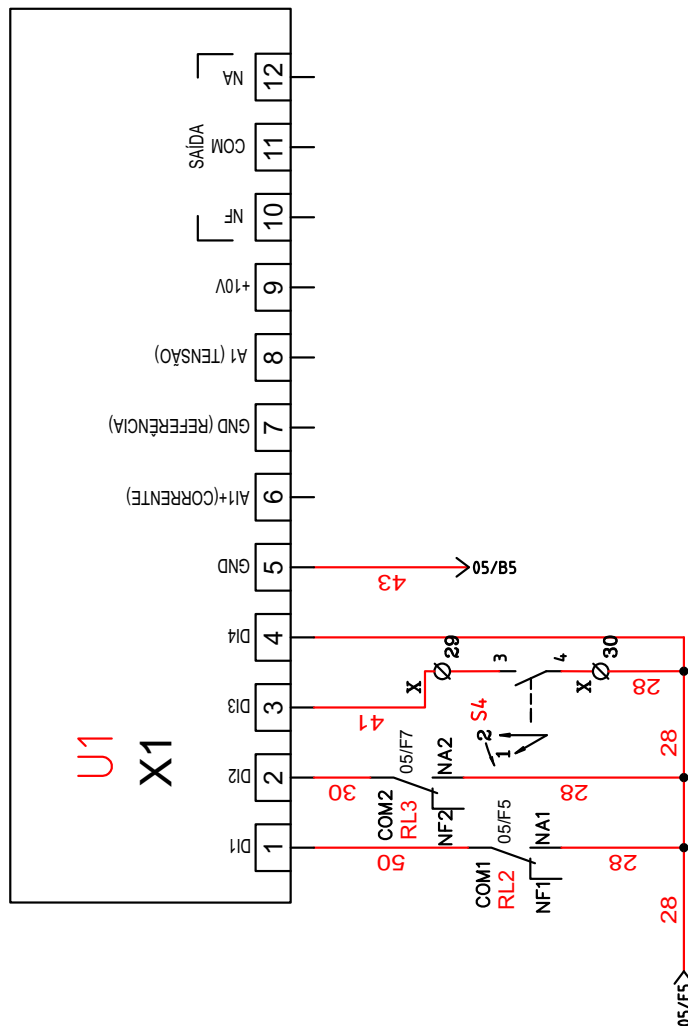 U1
X1
12
NA
11
COM
SAÍDA
10
NF
9
+10V
8
A1 (TENSÃO)
7
GND (REFERÊNCIA)
6
AI1+(CORRENTE)
5
GND
4
DI4
3
DI3
2
DI2
1
DI1
43
05/B5
41
X
29
3
S4
4
X
30
28
2
1
28
30
COM2
RL3
05/F7
NA2
NF2
28
50
COM1
RL2
05/F5
NA1
NF1
28
28
05/F5